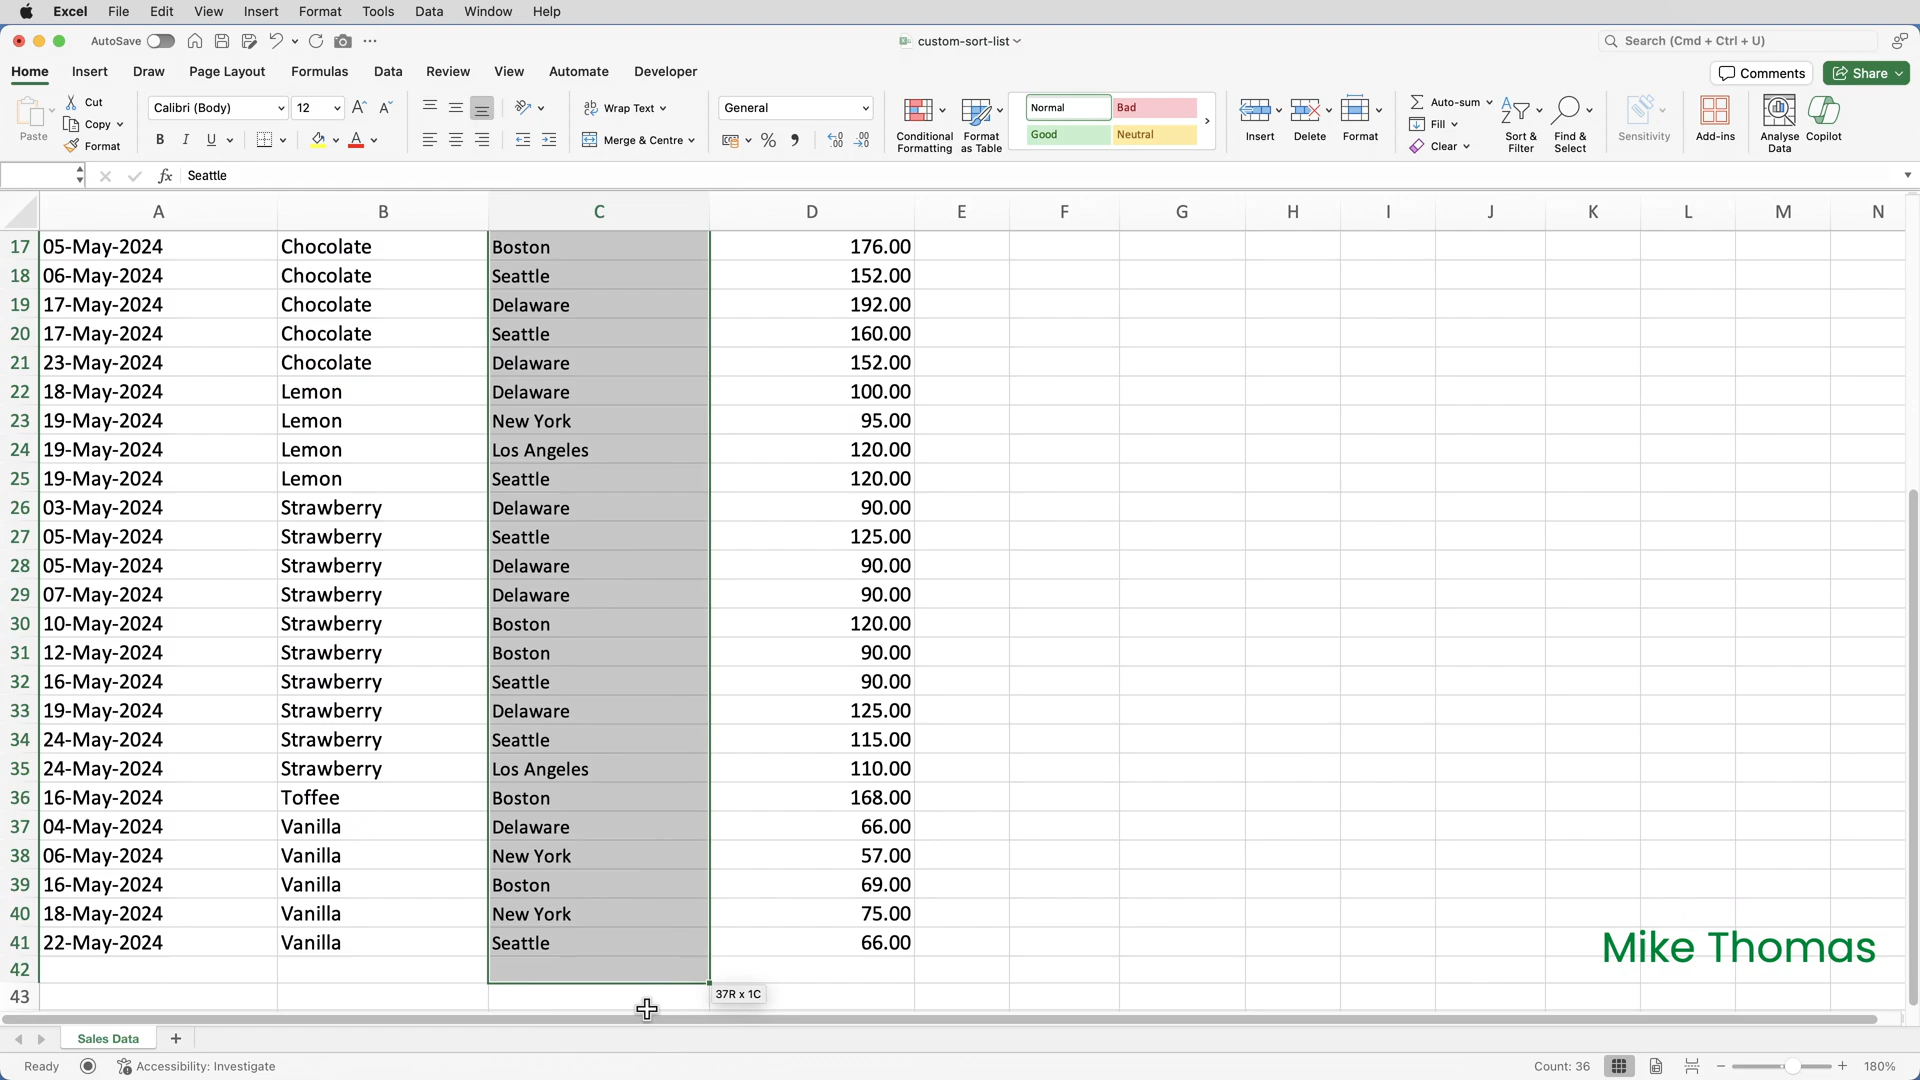 Excel File Edit View Insert Format Tools Data Window Help
AutoSave custom-sort-list Search (Cmd + Ctrl + U)
Home Insert Draw Page Layout Formulas Data Review View Automate Developer Comments Share
Paste Cut Copy Format Calibri (Body) 12 Wrap Text Merge & Centre General Conditional Formatting Format as Table Normal Bad Good Neutral Insert Delete Format Auto-sum Fill Clear Sort & Filter Find & Select Sensitivity Add-ins Analyse Data Copilot
fx Seattle
A B C D E F G H I J K L M N
17 05-May-2024 Chocolate Boston 176.00
18 06-May-2024 Chocolate Seattle 152.00
19 17-May-2024 Chocolate Delaware 192.00
20 17-May-2024 Chocolate Seattle 160.00
21 23-May-2024 Chocolate Delaware 152.00
22 18-May-2024 Lemon Delaware 100.00
23 19-May-2024 Lemon New York 95.00
24 19-May-2024 Lemon Los Angeles 120.00
25 19-May-2024 Lemon Seattle 120.00
26 03-May-2024 Strawberry Delaware 90.00
27 05-May-2024 Strawberry Seattle 125.00
28 05-May-2024 Strawberry Delaware 90.00
29 07-May-2024 Strawberry Delaware 90.00
30 10-May-2024 Strawberry Boston 120.00
31 12-May-2024 Strawberry Boston 90.00
32 16-May-2024 Strawberry Seattle 90.00
33 19-May-2024 Strawberry Delaware 125.00
34 24-May-2024 Strawberry Seattle 115.00
35 24-May-2024 Strawberry Los Angeles 110.00
36 16-May-2024 Toffee Boston 168.00
37 04-May-2024 Vanilla Delaware 66.00
38 06-May-2024 Vanilla New York 57.00
39 16-May-2024 Vanilla Boston 69.00
40 18-May-2024 Vanilla New York 75.00
41 22-May-2024 Vanilla Seattle 66.00
Mike Thomas
42
43 37R x 1C
Sales Data
Ready Accessibility: Investigate Count: 36 180%